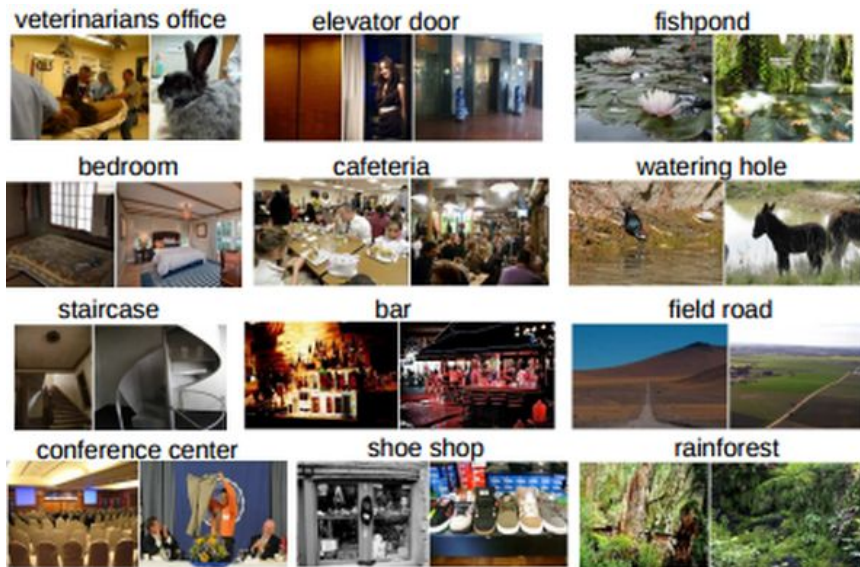 veterinarians office
elevator door
fishpond
bedroom
cafeteria
watering hole
staircase
bar
field road
conference center
shoe shop
rainforest